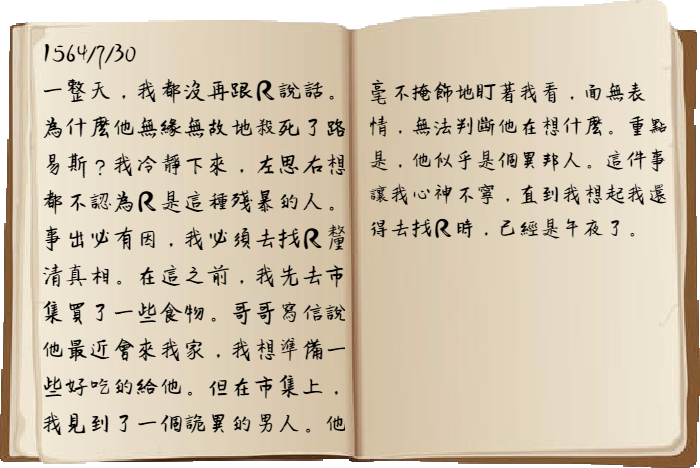 1564/7/30
一整天，我都沒再跟R說話。
為什麼他無緣無故地殺死了路
易斯？我冷靜下來，左思右想
都不認為R是這種殘暴的人。
事出必有因，我必須去找R釐
清真相。在這之前，我先去市
集買了一些食物。哥哥寫信說
他最近會來我家，我想準備一
些好吃的給他。但在市集上，
我見到了一個詭異的男人。他
毫不掩飾地盯著我看，面無表
情，無法判斷他在想什麼。重點
是，他似乎是個異邦人。這件事
讓我心神不寧，直到我想起我還
得去找R時，已經是午夜了。